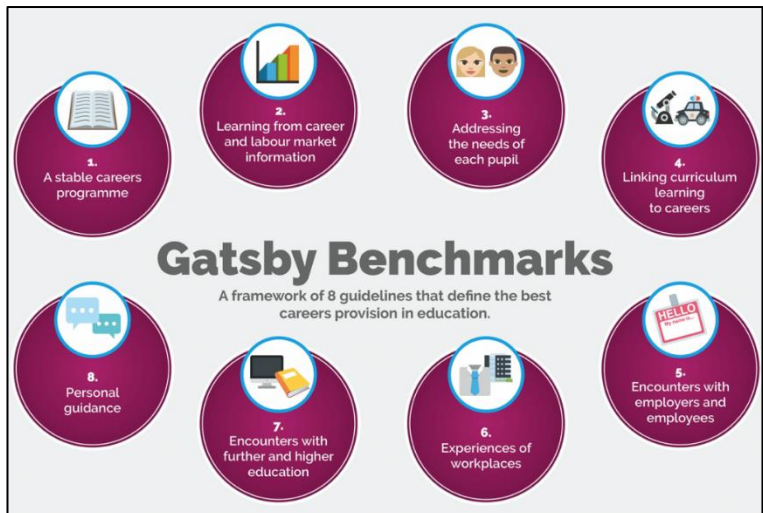 Gatsby Benchmarks
A framework of 8 guidelines that define the best
careers provision in education.
1.
A stable careers
programme
2.
Learning from career
and labour market
information
3.
Addressing
the needs of
each pupil
4.
Linking curriculum
learning
to careers
HELLO
My name is...
5.
Encounters with
employers and
employees
6.
Experiences of
workplaces
7.
Encounters with
further and higher
education
8.
Personal
guidance